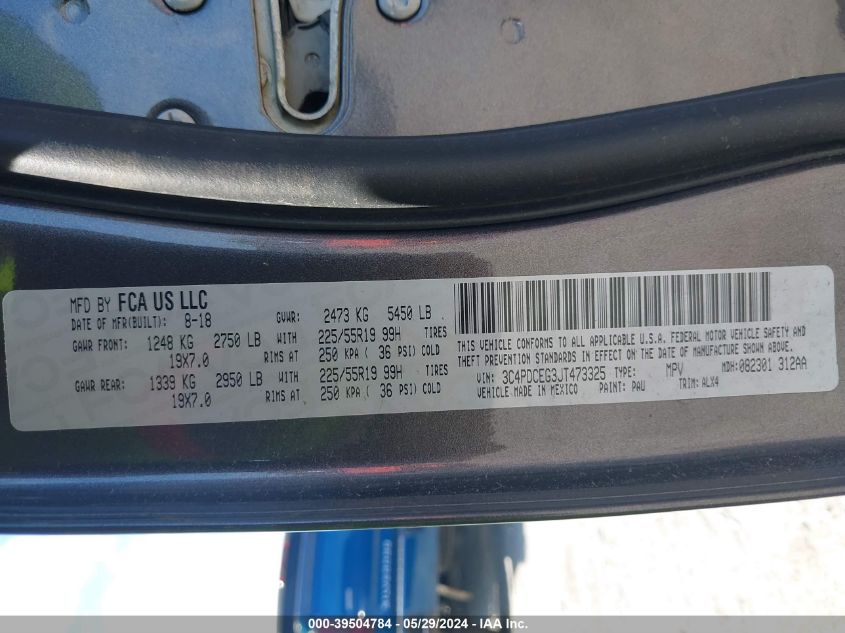 MFD BY FCA US LLC
DATE OF MFR(BUILT): 8-18 GVWR: 2473 KG 5450 LB
GAWR FRONT: 1248 KG 2750 LB WITH 225/55R19 99H TIRES
19X7.0 RIMS AT 250 KPA ( 36 PSI) COLD
GAWR REAR: 1339 KG 2950 LB WITH 225/55R19 99H TIRES
19X7.0 RIMS AT 250 KPA ( 36 PSI) COLD
THIS VEHICLE CONFORMS TO ALL APPLICABLE U.S.A. FEDERAL MOTOR VEHICLE SAFETY AND
THEFT PREVENTION STANDARDS IN EFFECT ON THE DATE OF MANUFACTURE SHOWN ABOVE.
VIN: 3C4PDCEG3JT473325 TYPE: MPV MDH: 082301 312AA
VEHICLE MADE IN MEXICO PAINT: PAU TRIM: ALX4
000-39504784 - 05/29/2024 - IAA Inc.